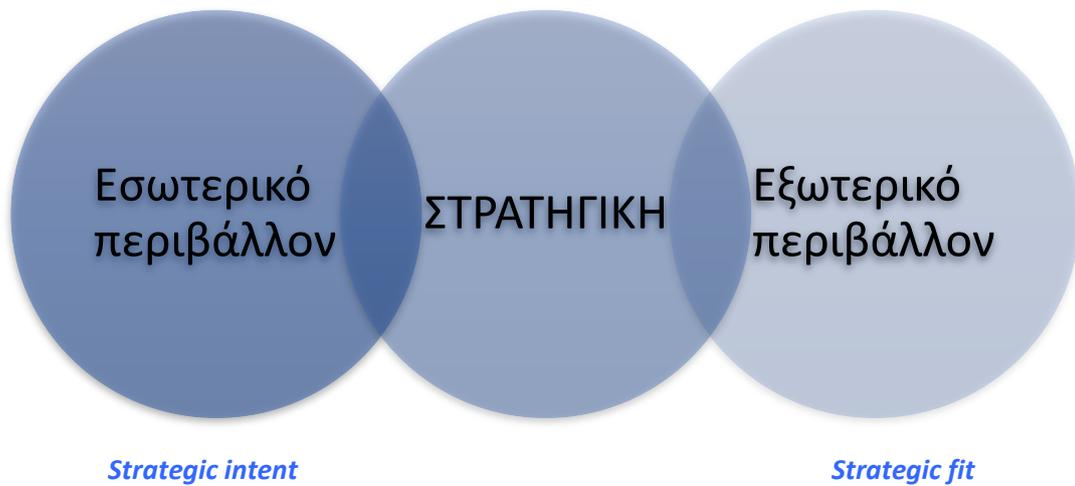 Εσωτερικό
περιβάλλον
ΣΤΡΑΤΗΓΙΚΗ
Εξωτερικό
περιβάλλον
Strategic intent
Strategic fit